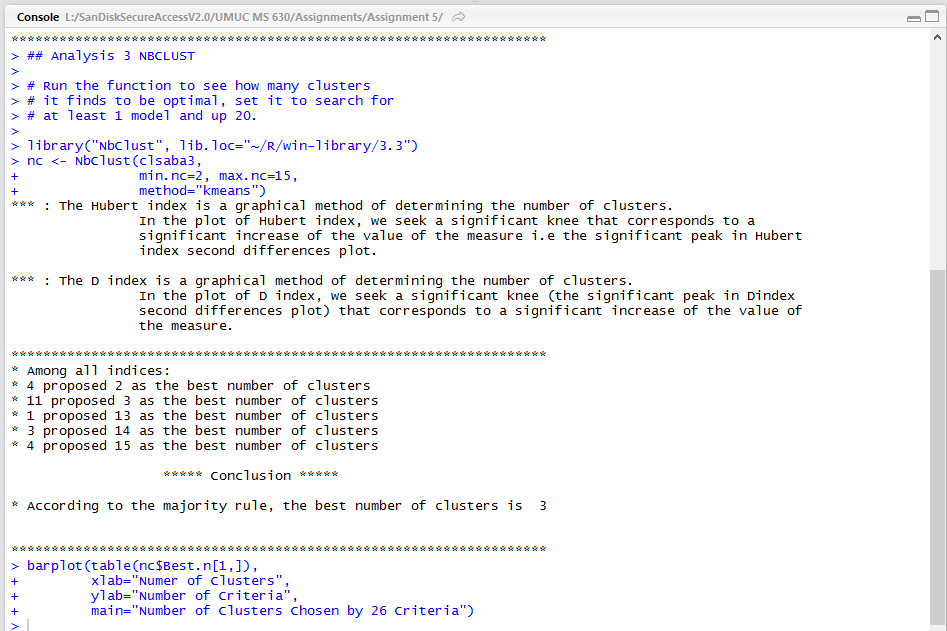 Console L:/SanDiskSecureAccessV2.0/UMUC MS 630/Assignments/Assignment 5/
*******************************************************************
> ## Analysis 3 NBCLUST
>
> # Run the function to see how many clusters
> # it finds to be optimal, set it to search for
> # at least 1 model and up 20.
>
> library("NbClust", lib.loc="~/R/win-library/3.3")
> nc <- NbClust(clsaba3,
+               min.nc=2, max.nc=15,
+               method="kmeans")
*** : The Hubert index is a graphical method of determining the number of clusters.
                In the plot of Hubert index, we seek a significant knee that corresponds to a
                significant increase of the value of the measure i.e the significant peak in Hubert
                index second differences plot.
*** : The D index is a graphical method of determining the number of clusters.
                In the plot of D index, we seek a significant knee (the significant peak in Dindex
                second differences plot) that corresponds to a significant increase of the value of
                the measure.
*******************************************************************
* Among all indices:
* 4 proposed 2 as the best number of clusters
* 11 proposed 3 as the best number of clusters
* 1 proposed 13 as the best number of clusters
* 3 proposed 14 as the best number of clusters
* 4 proposed 15 as the best number of clusters
                   ***** Conclusion *****
* According to the majority rule, the best number of clusters is  3
*******************************************************************
> barplot(table(nc$Best.n[1,]),
+         xlab="Numer of Clusters",
+         ylab="Number of Criteria",
+         main="Number of Clusters Chosen by 26 Criteria")
>